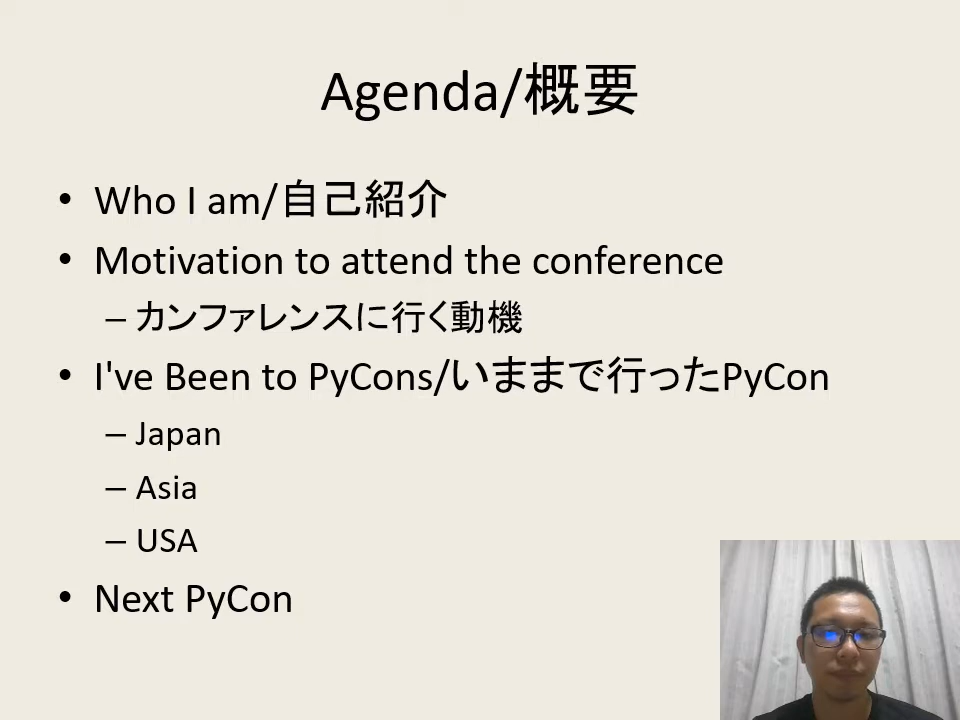 Agenda/概要
• Who I am/自己紹介
• Motivation to attend the conference
– カンファレンスに行く動機
• I've Been to PyCons/いままで行ったPyCon
– Japan
– Asia
– USA
• Next PyCon